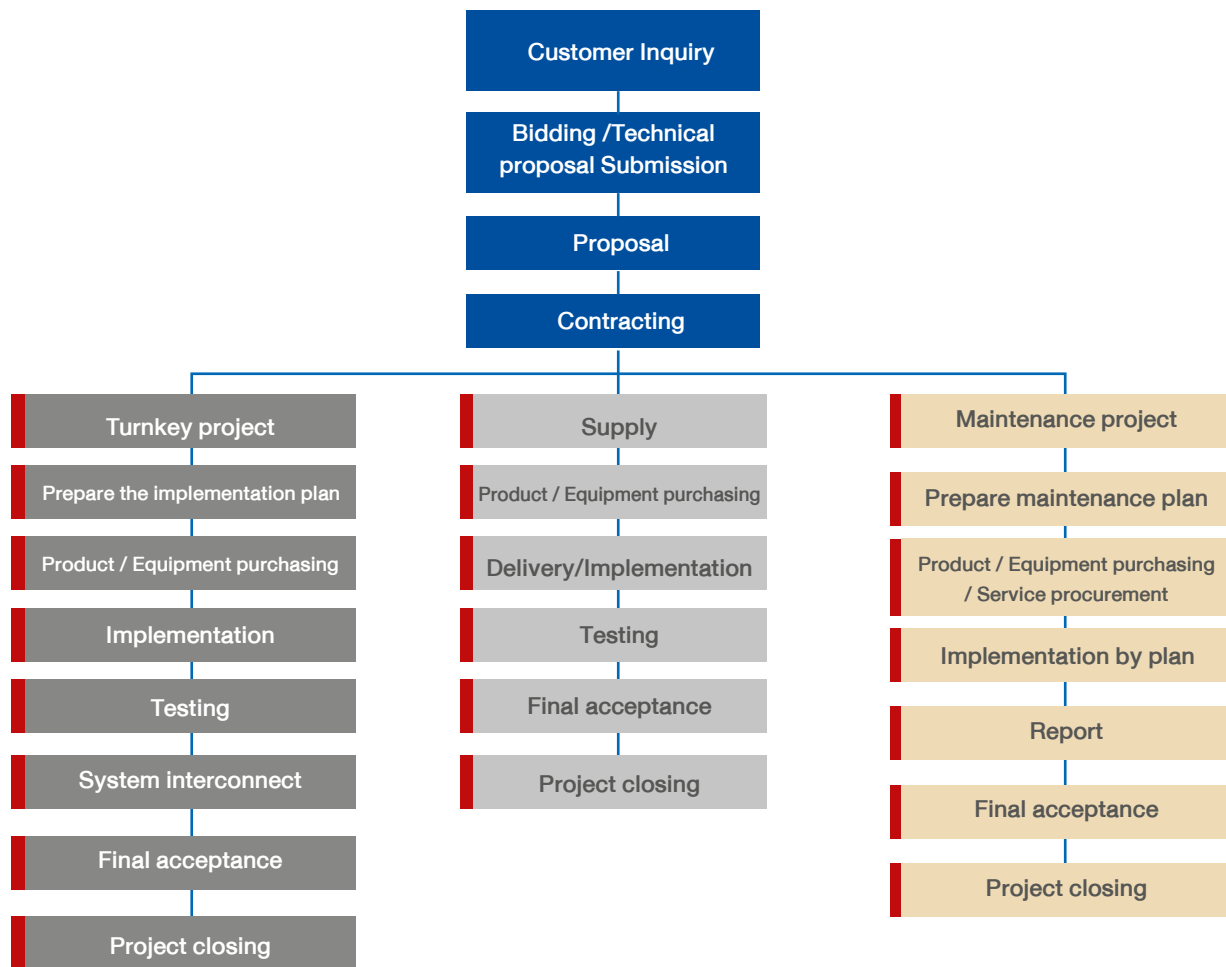 Customer Inquiry
Bidding /Technical
proposal Submission
Proposal
Contracting
Turnkey project
Prepare the implementation plan
Product / Equipment purchasing
Implementation
Testing
System interconnect
Final acceptance
Project closing
Supply
Product / Equipment purchasing
Delivery/Implementation
Testing
Final acceptance
Project closing
Maintenance project
Prepare maintenance plan
Product / Equipment purchasing
/ Service procurement
Implementation by plan
Report
Final acceptance
Project closing